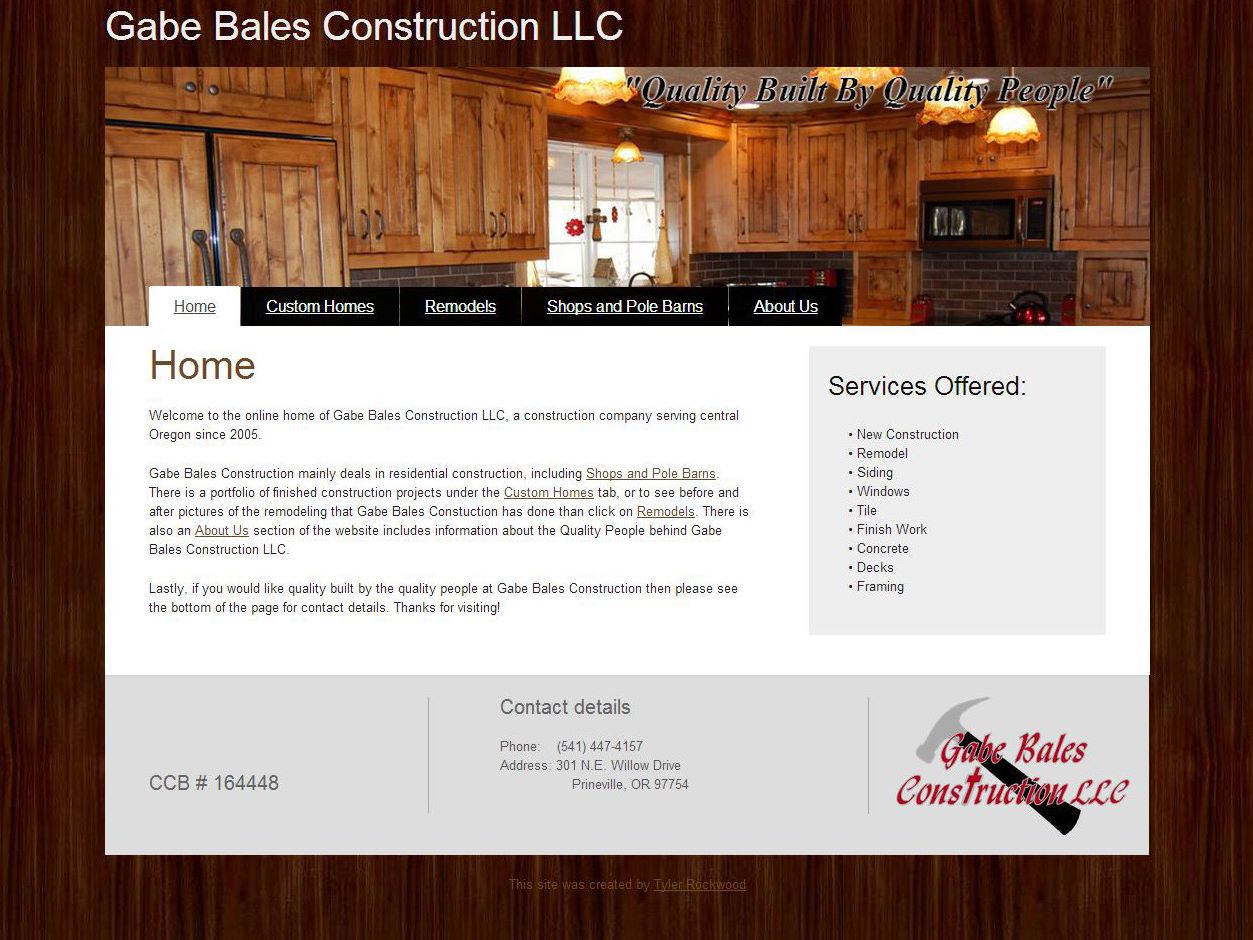 Gabe Bales Construction LLC
"Quality Built By Quality People"
Home
Custom Homes
Remodels
Shops and Pole Barns
About Us
Home
Welcome to the online home of Gabe Bales Construction LLC, a construction company serving central
Oregon since 2005.
Gabe Bales Construction mainly deals in residential construction, including Shops and Pole Barns.
There is a portfolio of finished construction projects under the Custom Homes tab, or to see before and
after pictures of the remodeling that Gabe Bales Constuction has done than click on Remodels. There is
also an About Us section of the website includes information about the Quality People behind Gabe
Bales Construction LLC.
Lastly, if you would like quality built by the quality people at Gabe Bales Construction then please see
the bottom of the page for contact details. Thanks for visiting!
Services Offered:
• New Construction
• Remodel
• Siding
• Windows
• Tile
• Finish Work
• Concrete
• Decks
• Framing
CCB # 164448
Contact details
Phone: (541) 447-4157
Address: 301 N.E. Willow Drive
Prineville, OR 97754
Gabe Bales
Construction LLC
This site was created by Tyler Rockwood